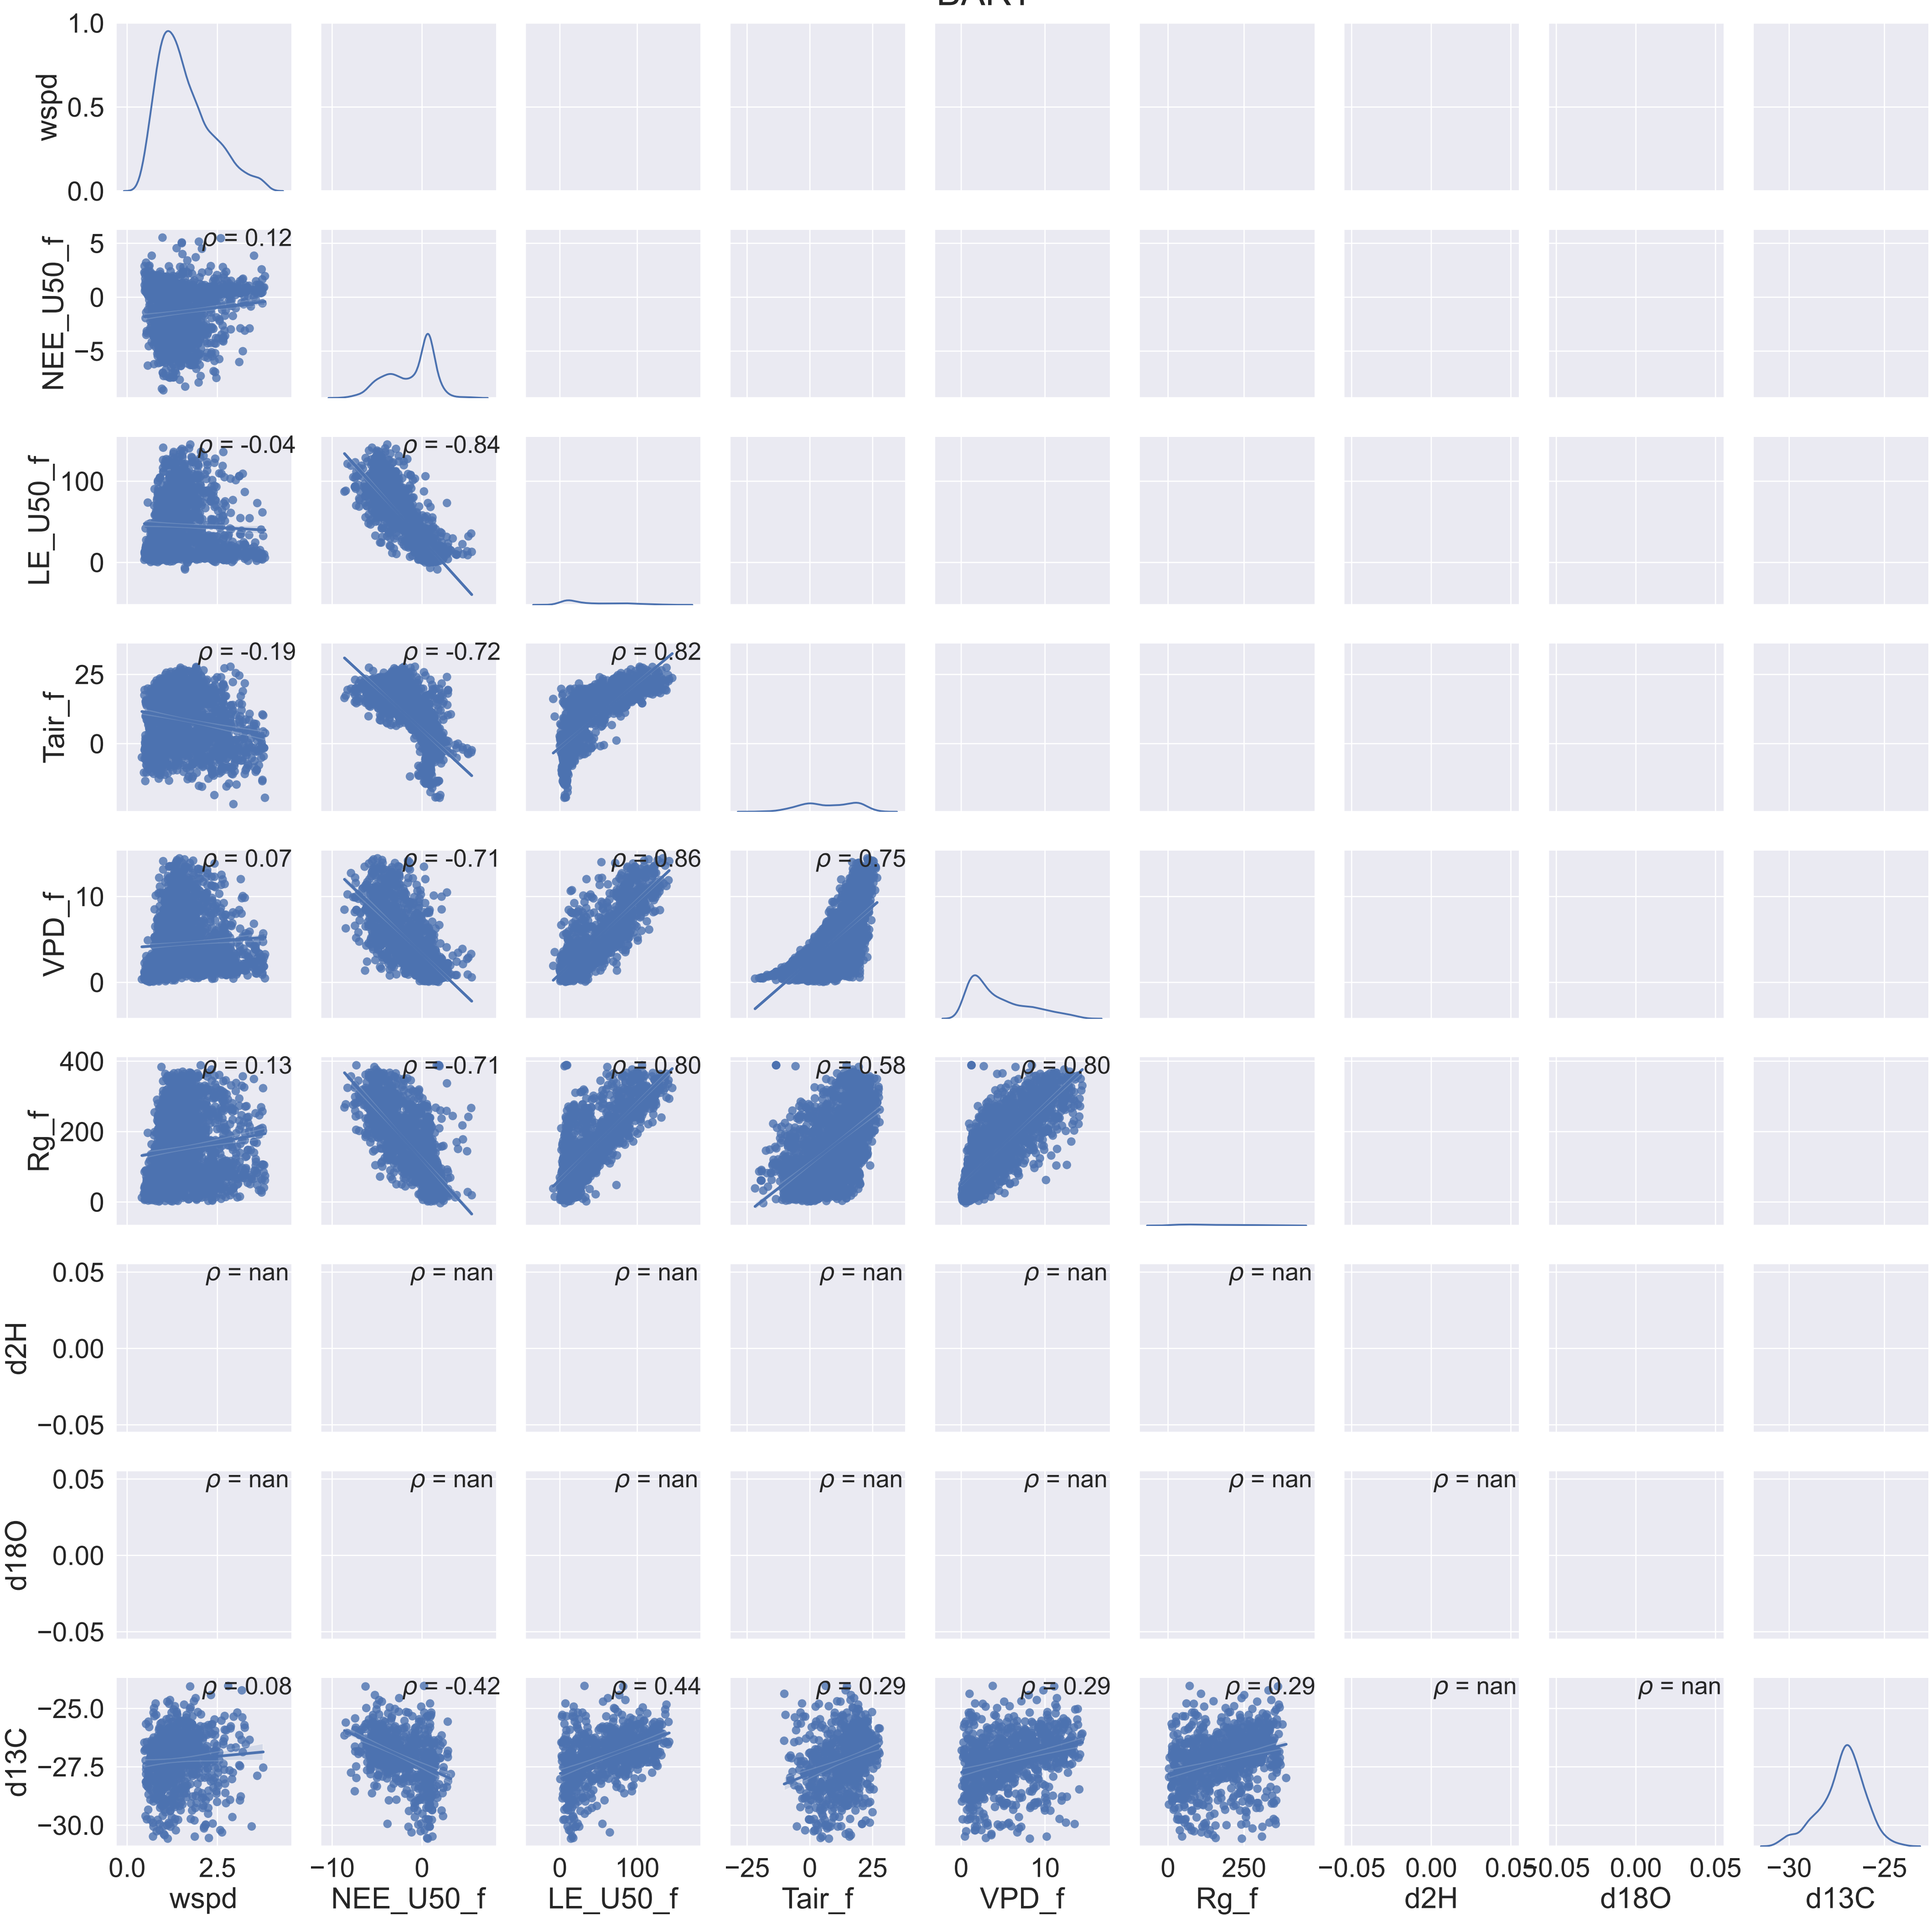 1.0
0.5
0.0
wspd
ρ = 0.12
5
0
−5
NEE_U50_f
ρ = -0.04 ρ = -0.84
100
0
LE_U50_f
ρ = -0.19 ρ = -0.72 ρ = 0.82
25
0
Tair_f
ρ = 0.07 ρ = -0.71 ρ = 0.86 ρ = 0.75
10
0
VPD_f
ρ = 0.13 ρ = -0.71 ρ = 0.80 ρ = 0.58 ρ = 0.80
400
200
0
Rg_f
ρ = nan ρ = nan ρ = nan ρ = nan ρ = nan ρ = nan
0.05
0.00
−0.05
d2H
ρ = nan ρ = nan ρ = nan ρ = nan ρ = nan ρ = nan ρ = nan
0.05
0.00
−0.05
d18O
ρ = 0.08 ρ = -0.42 ρ = 0.44 ρ = 0.29 ρ = 0.29 ρ = 0.29 ρ = nan ρ = nan
−25.0
−27.5
−30.0
d13C
0.0 2.5 −10 0 0 100 −25 0 25 0 10 0 250 −0.05 0.00 0.05 −0.05 0.00 0.05 −30 −25
wspd NEE_U50_f LE_U50_f Tair_f VPD_f Rg_f d2H d18O d13C